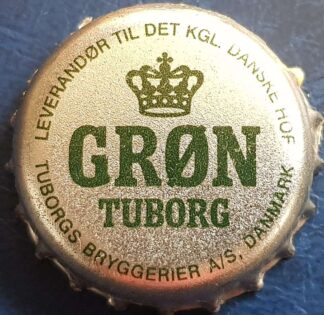 LEVERANDØR TIL DET KGL. DANSKE HOF
GRØN
TUBORG
TUBORGS BRYGGERIER A/S, DANMARK